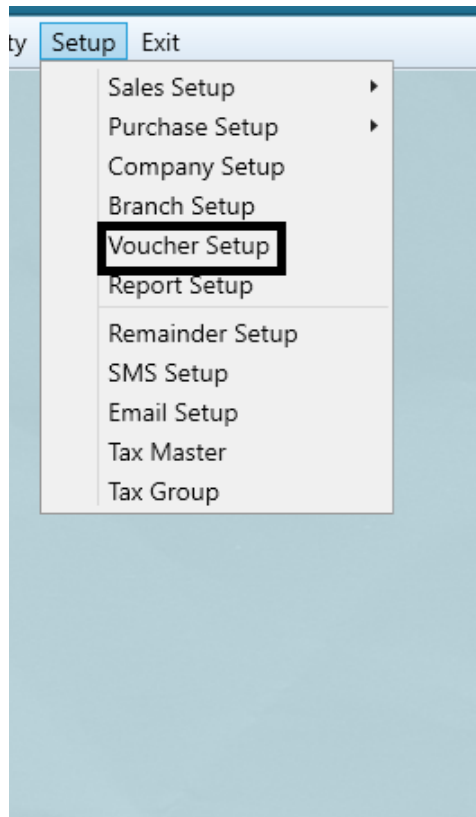 ty Setup Exit
Sales Setup
Purchase Setup
Company Setup
Branch Setup
Voucher Setup
Report Setup
Remainder Setup
SMS Setup
Email Setup
Tax Master
Tax Group